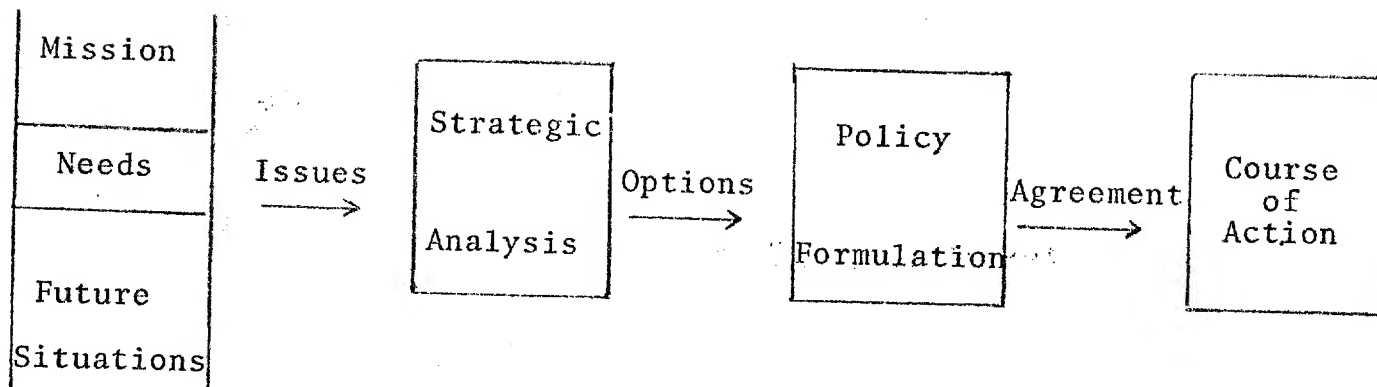 Mission
Needs
Future
Situations
Issues
Strategic
Analysis
Options
Policy
Formulation
Agreement
Course
of
Action